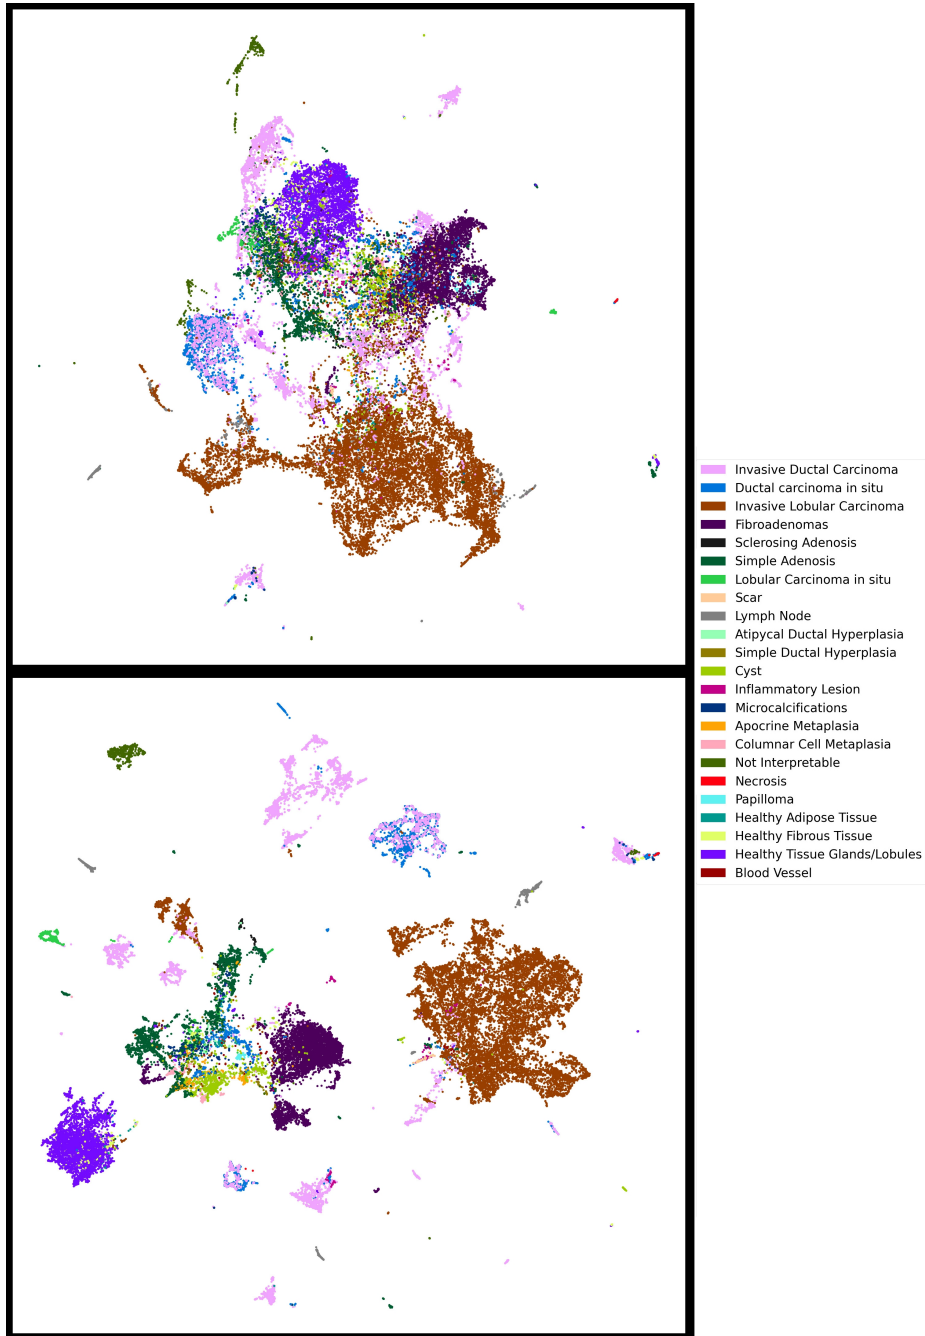 Invasive Ductal Carcinoma
Ductal carcinoma in situ
Invasive Lobular Carcinoma
Fibroadenomas
Sclerosing Adenosis
Simple Adenosis
Lobular Carcinoma in situ
Scar
Lymph Node
Atipycal Ductal Hyperplasia
Simple Ductal Hyperplasia
Cyst
Inflammatory Lesion
Microcalcifications
Apocrine Metaplasia
Columnar Cell Metaplasia
Not Interpretable
Necrosis
Papilloma
Healthy Adipose Tissue
Healthy Fibrous Tissue
Healthy Tissue Glands/Lobules
Blood Vessel